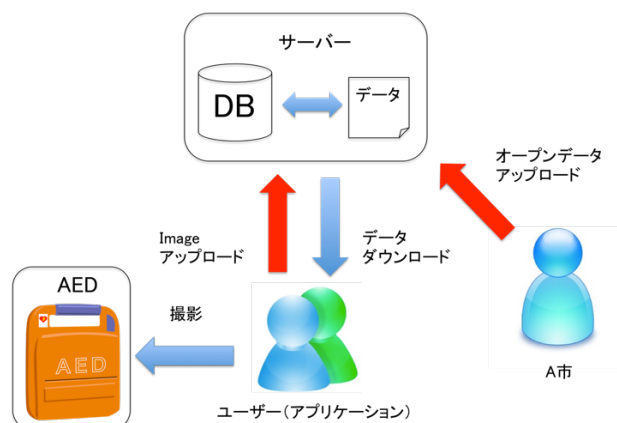 サーバー
DB
データ
オープンデータ
アップロード
Image
アップロード
データ
ダウンロード
AED
撮影
AED
A市
ユーザー(アプリケーション)